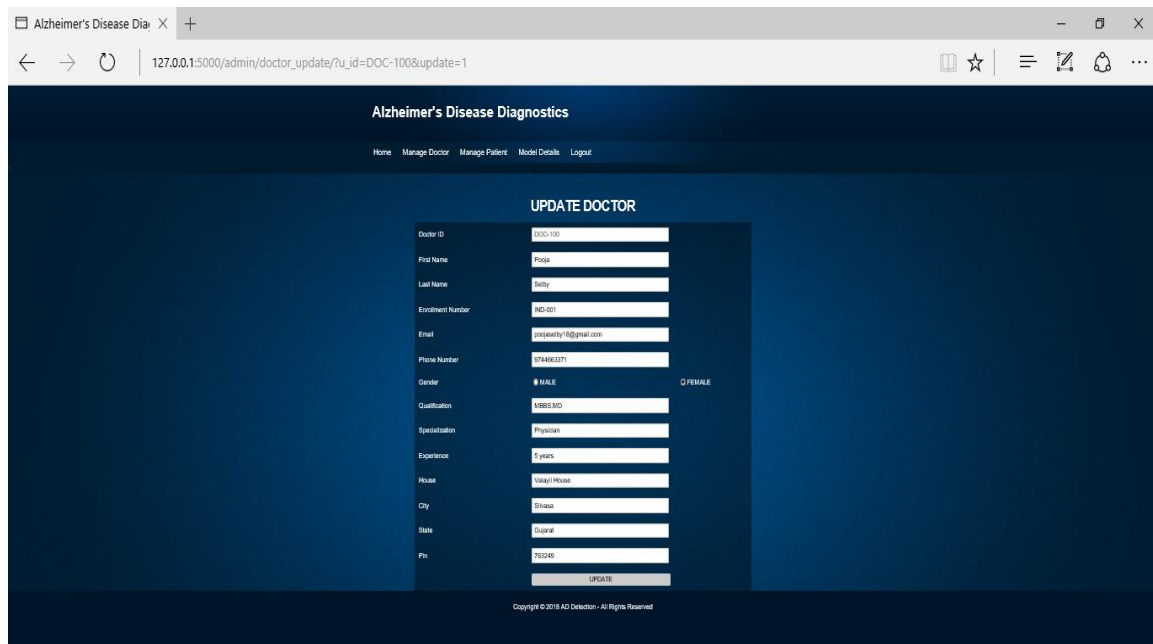 Alzheimer's Disease Dia
127.0.0.1:5000/admin/doctor_update/?u_id=DOC-100&update=1
Alzheimer's Disease Diagnostics
Home Manage Doctor Manage Patient Model Details Logout
UPDATE DOCTOR
Doctor ID DOC-100
First Name Pooja
Last Name Selby
Enrollment Number IND-001
Email poojaselby18@gmail.com
Phone Number 9744663371
Gender MALE FEMALE
Qualification MBBS,MD
Specialization Physician
Experience 5 years
House Valayil House
City Silvasa
State Gujarat
Pin 763249
UPDATE
Copyright © 2018 AD Detection - All Rights Reserved